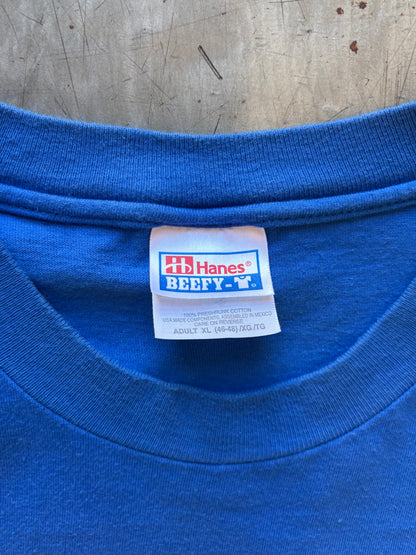 Hanes®
BEEFY-T®
100% PRESHRUNK COTTON
USA MADE COMPONENTS, ASSEMBLED IN MEXICO
CARE ON REVERSE
ADULT XL (46-48)/XG/TG